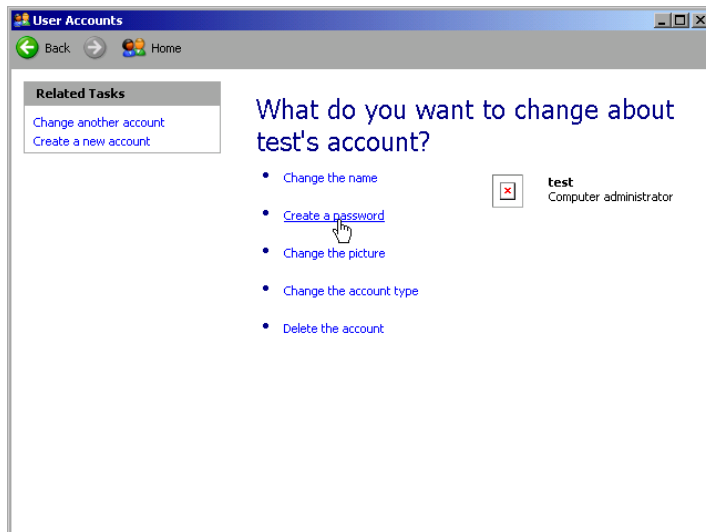 User Accounts
Back Home
Related Tasks
Change another account
Create a new account
What do you want to change about
test's account?
Change the name
Create a password
Change the picture
Change the account type
Delete the account
test
Computer administrator